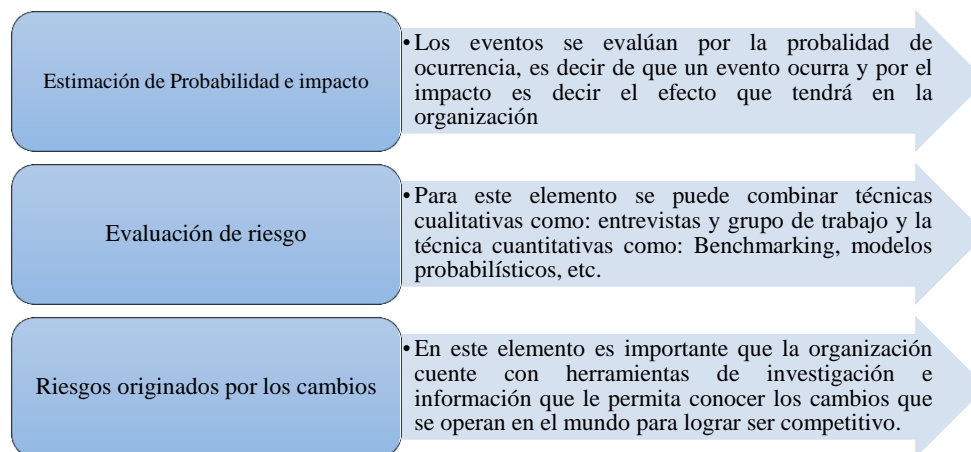 Estimación de Probabilidad e impacto
•Los eventos se evalúan por la probalidad de
ocurrencia, es decir de que un evento ocurra y por el
impacto es decir el efecto que tendrá en la
organización
Evaluación de riesgo
•Para este elemento se puede combinar técnicas
cualitativas como: entrevistas y grupo de trabajo y la
técnica cuantitativas como: Benchmarking, modelos
probabilísticos, etc.
Riesgos originados por los cambios
•En este elemento es importante que la organización
cuente con herramientas de investigación e
información que le permita conocer los cambios que
se operan en el mundo para lograr ser competitivo.